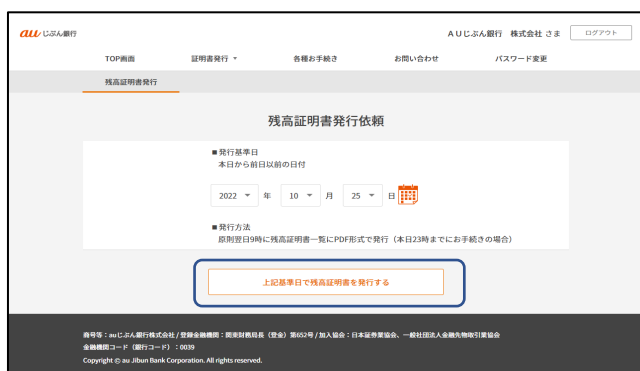 au じぶん銀行
AUじぶん銀行 株式会社 さま ログアウト
TOP画面 証明書発行 各種お手続き お問い合わせ パスワード変更
残高証明書発行
残高証明書発行依頼
■発行基準日
本日から前日以前の日付
2022 年 10 月 25 日
■発行方法
原則翌日9時に残高証明書一覧にPDF形式で発行（本日23時までにお手続きの場合）
上記基準日で残高証明書を発行する
商号等：auじぶん銀行株式会社 / 登録金融機関：関東財務局長（登金）第652号 / 加入協会：日本証券業協会、一般社団法人金融先物取引業協会
金融機関コード（銀行コード）：0039
Copyright © au Jibun Bank Corporation. All rights reserved.